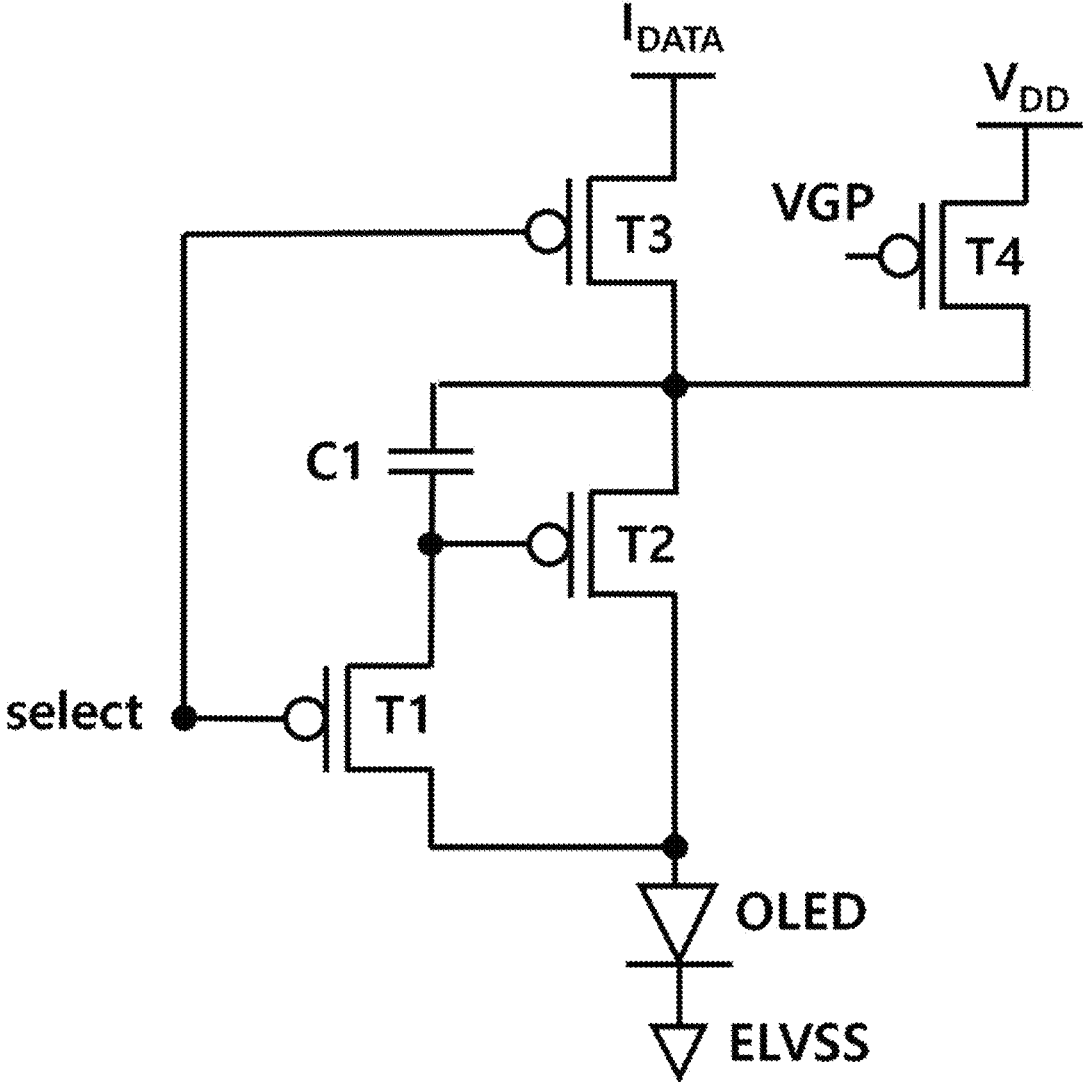 I_DATA
V_DD
VGP
T3
T4
C1
T2
select
T1
OLED
ELVSS